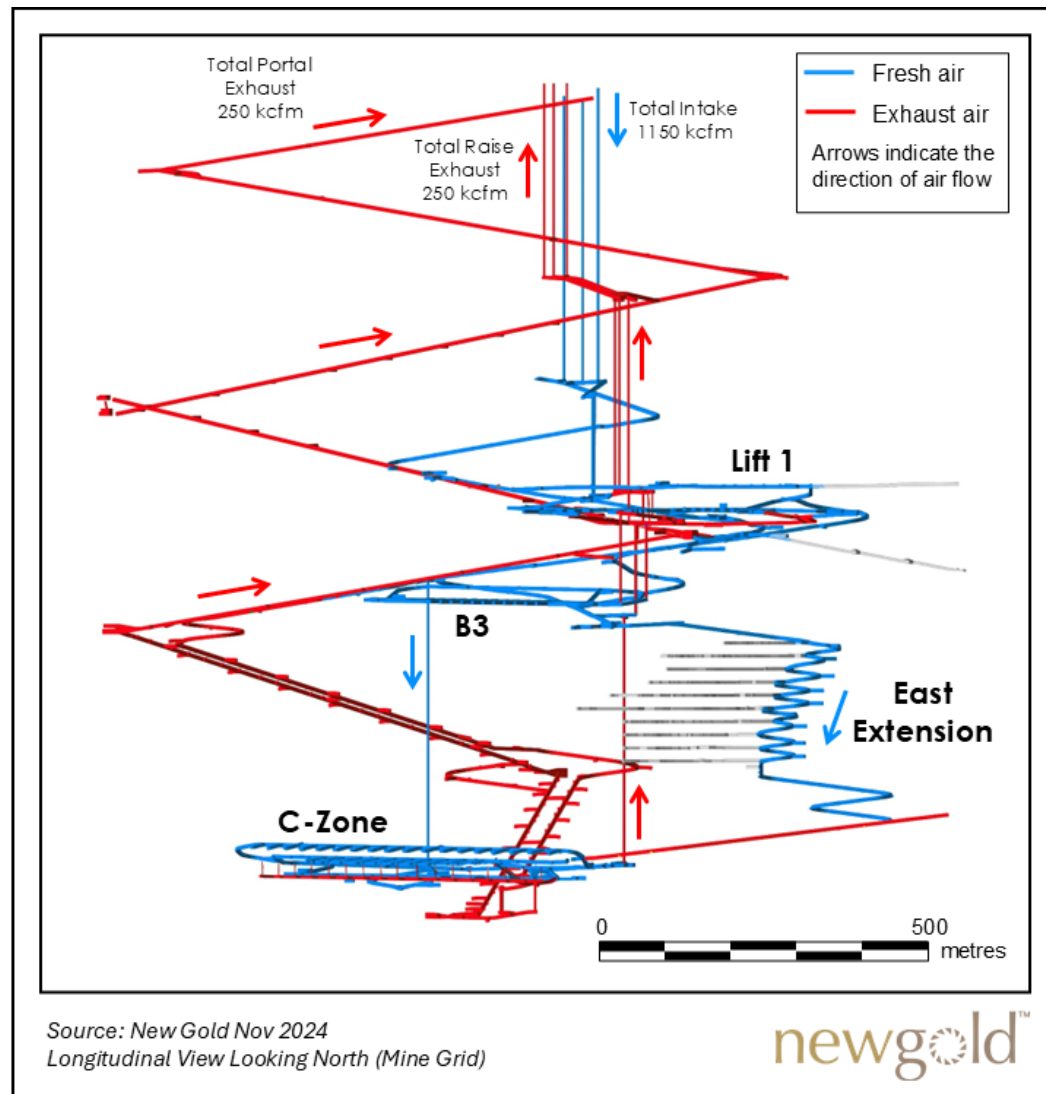 Total Portal
Exhaust
250 kcfm
Total Intake
1150 kcfm
Total Raise
Exhaust
250 kcfm
Fresh air
Exhaust air
Arrows indicate the
direction of air flow
Lift 1
B3
East
Extension
C-Zone
0 500
metres
Source: New Gold Nov 2024
Longitudinal View Looking North (Mine Grid)
newgold™